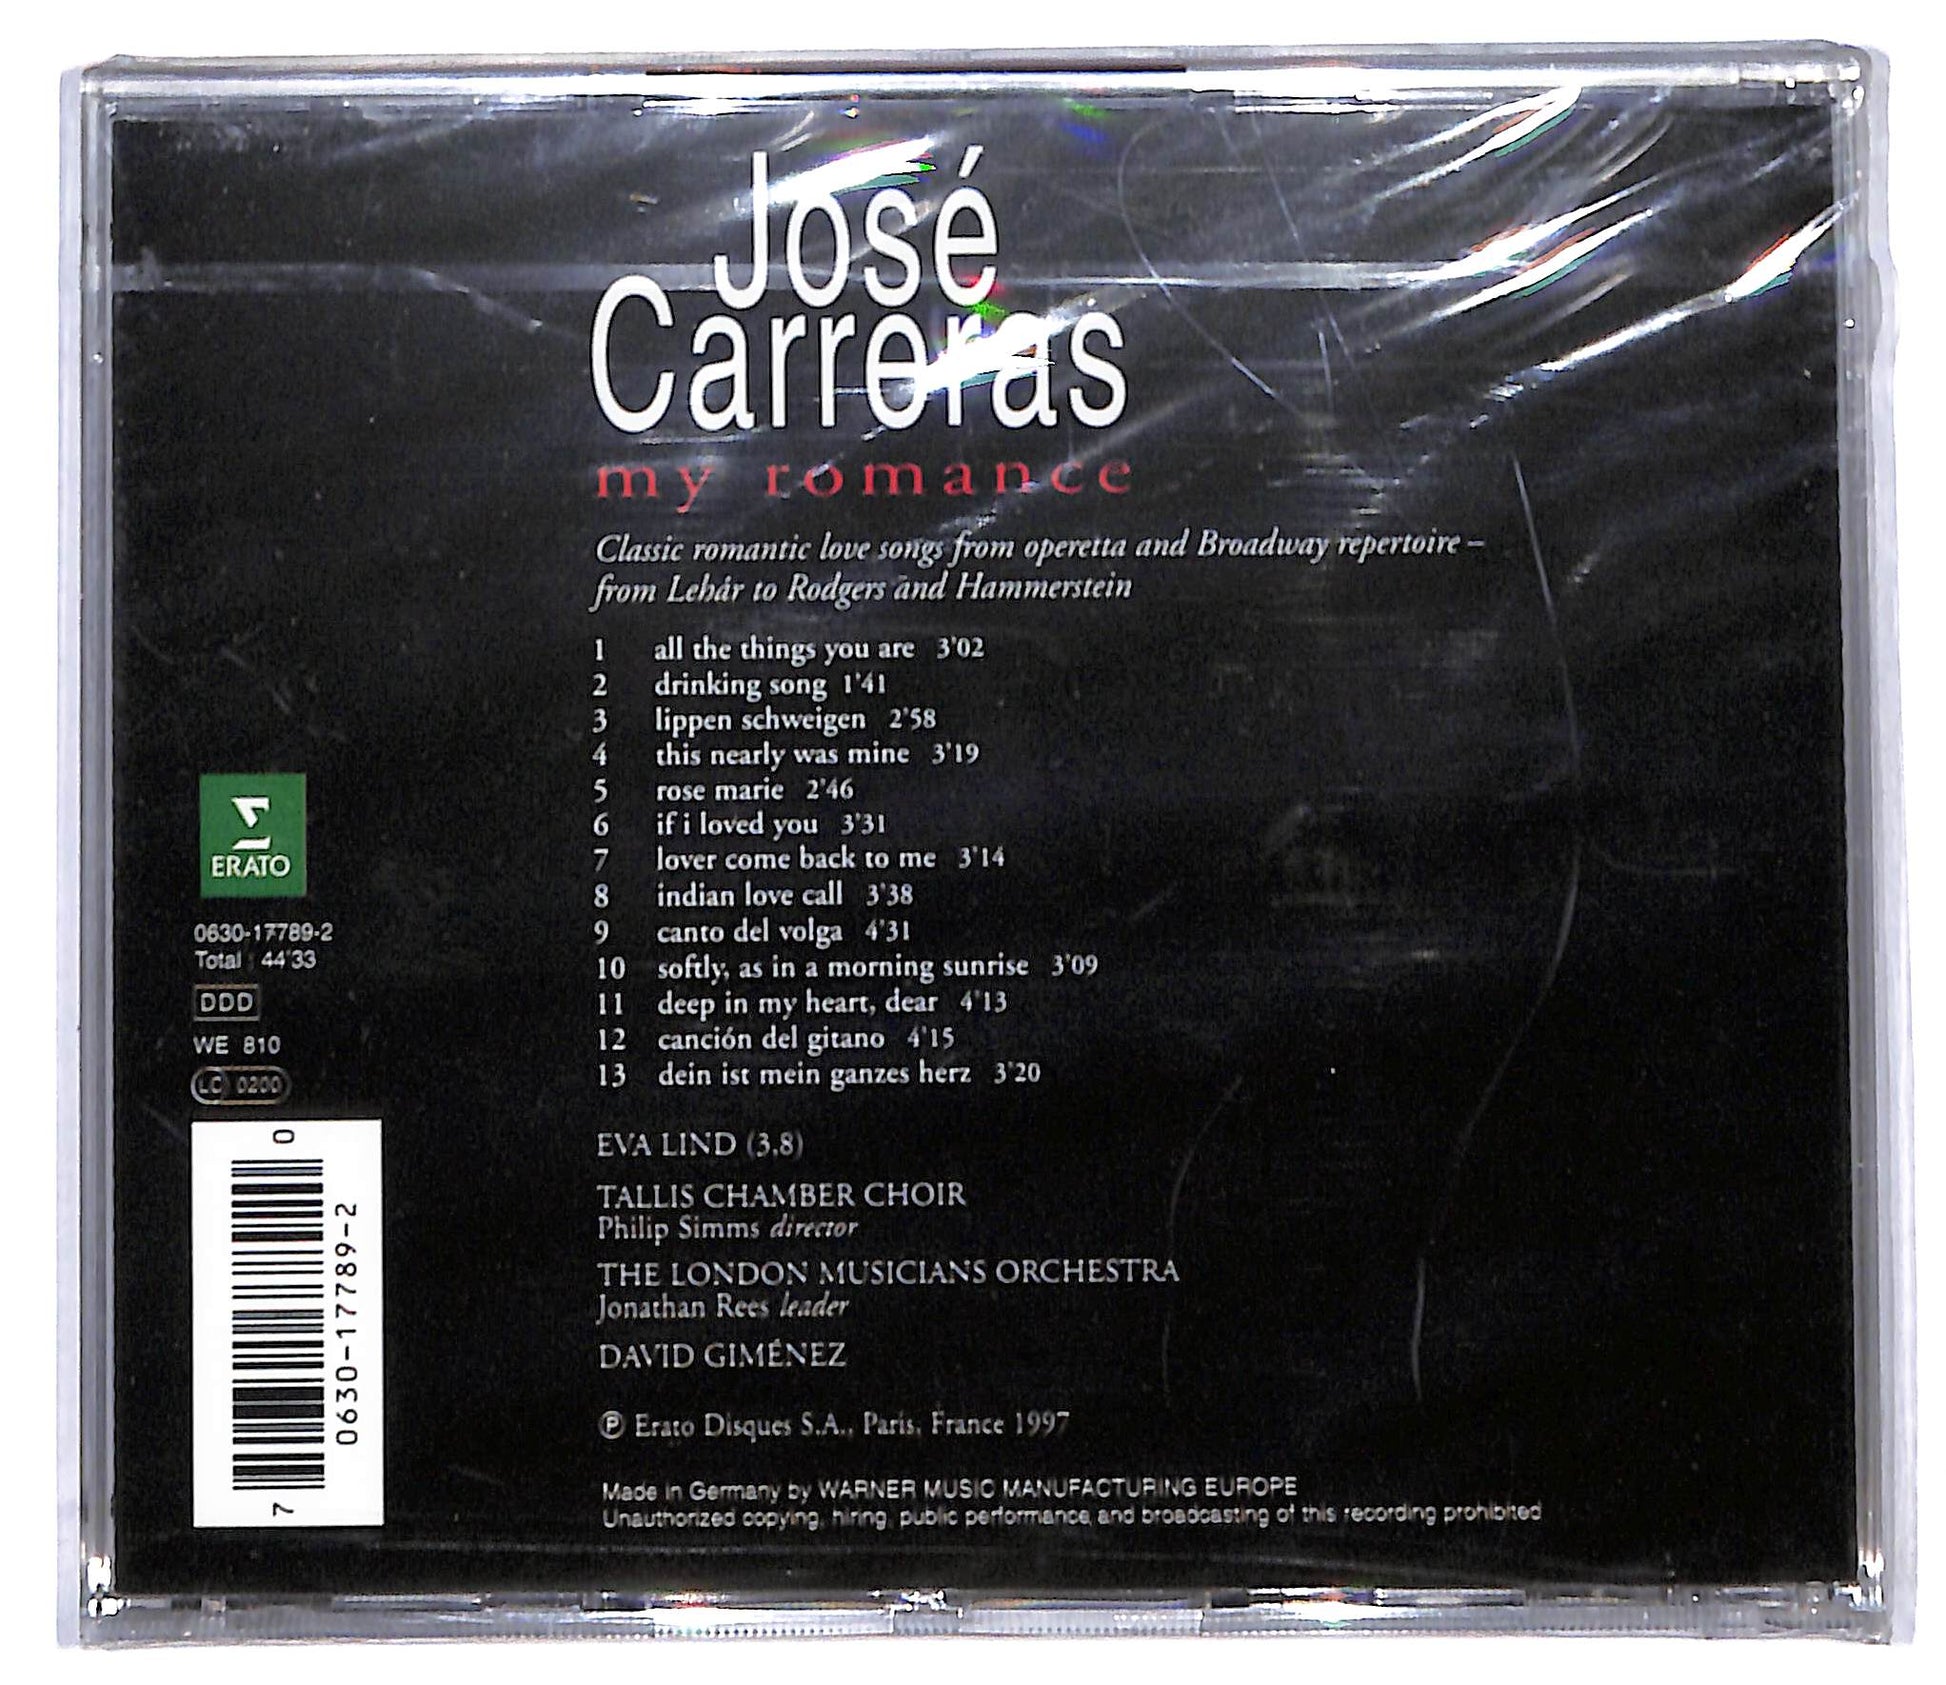 José
Carreras
my romance
Classic romantic love songs from operetta and Broadway repertoire –
from Lehár to Rodgers and Hammerstein
1 all the things you are 3'02
2 drinking song 1'41
3 lippen schweigen 2'58
4 this nearly was mine 3'19
5 rose marie 2'46
6 if i loved you 3'31
7 lover come back to me 3'14
8 indian love call 3'38
9 canto del volga 4'31
10 softly, as in a morning sunrise 3'09
11 deep in my heart, dear 4'13
12 canción del gitano 4'15
13 dein ist mein ganzes herz 3'20
EVA LIND (3,8)
TALLIS CHAMBER CHOIR
Philip Simms director
THE LONDON MUSICIANS ORCHESTRA
Jonathan Rees leader
DAVID GIMÉNEZ
℗ Erato Disques S.A., Paris, France 1997
Made in Germany by WARNER MUSIC MANUFACTURING EUROPE
Unauthorized copying, hiring, public performance and broadcasting of this recording prohibited
ERATO
0630-17789-2
Total : 44'33
DDD
WE 810
LC 0200
0630-17789-2
7
0